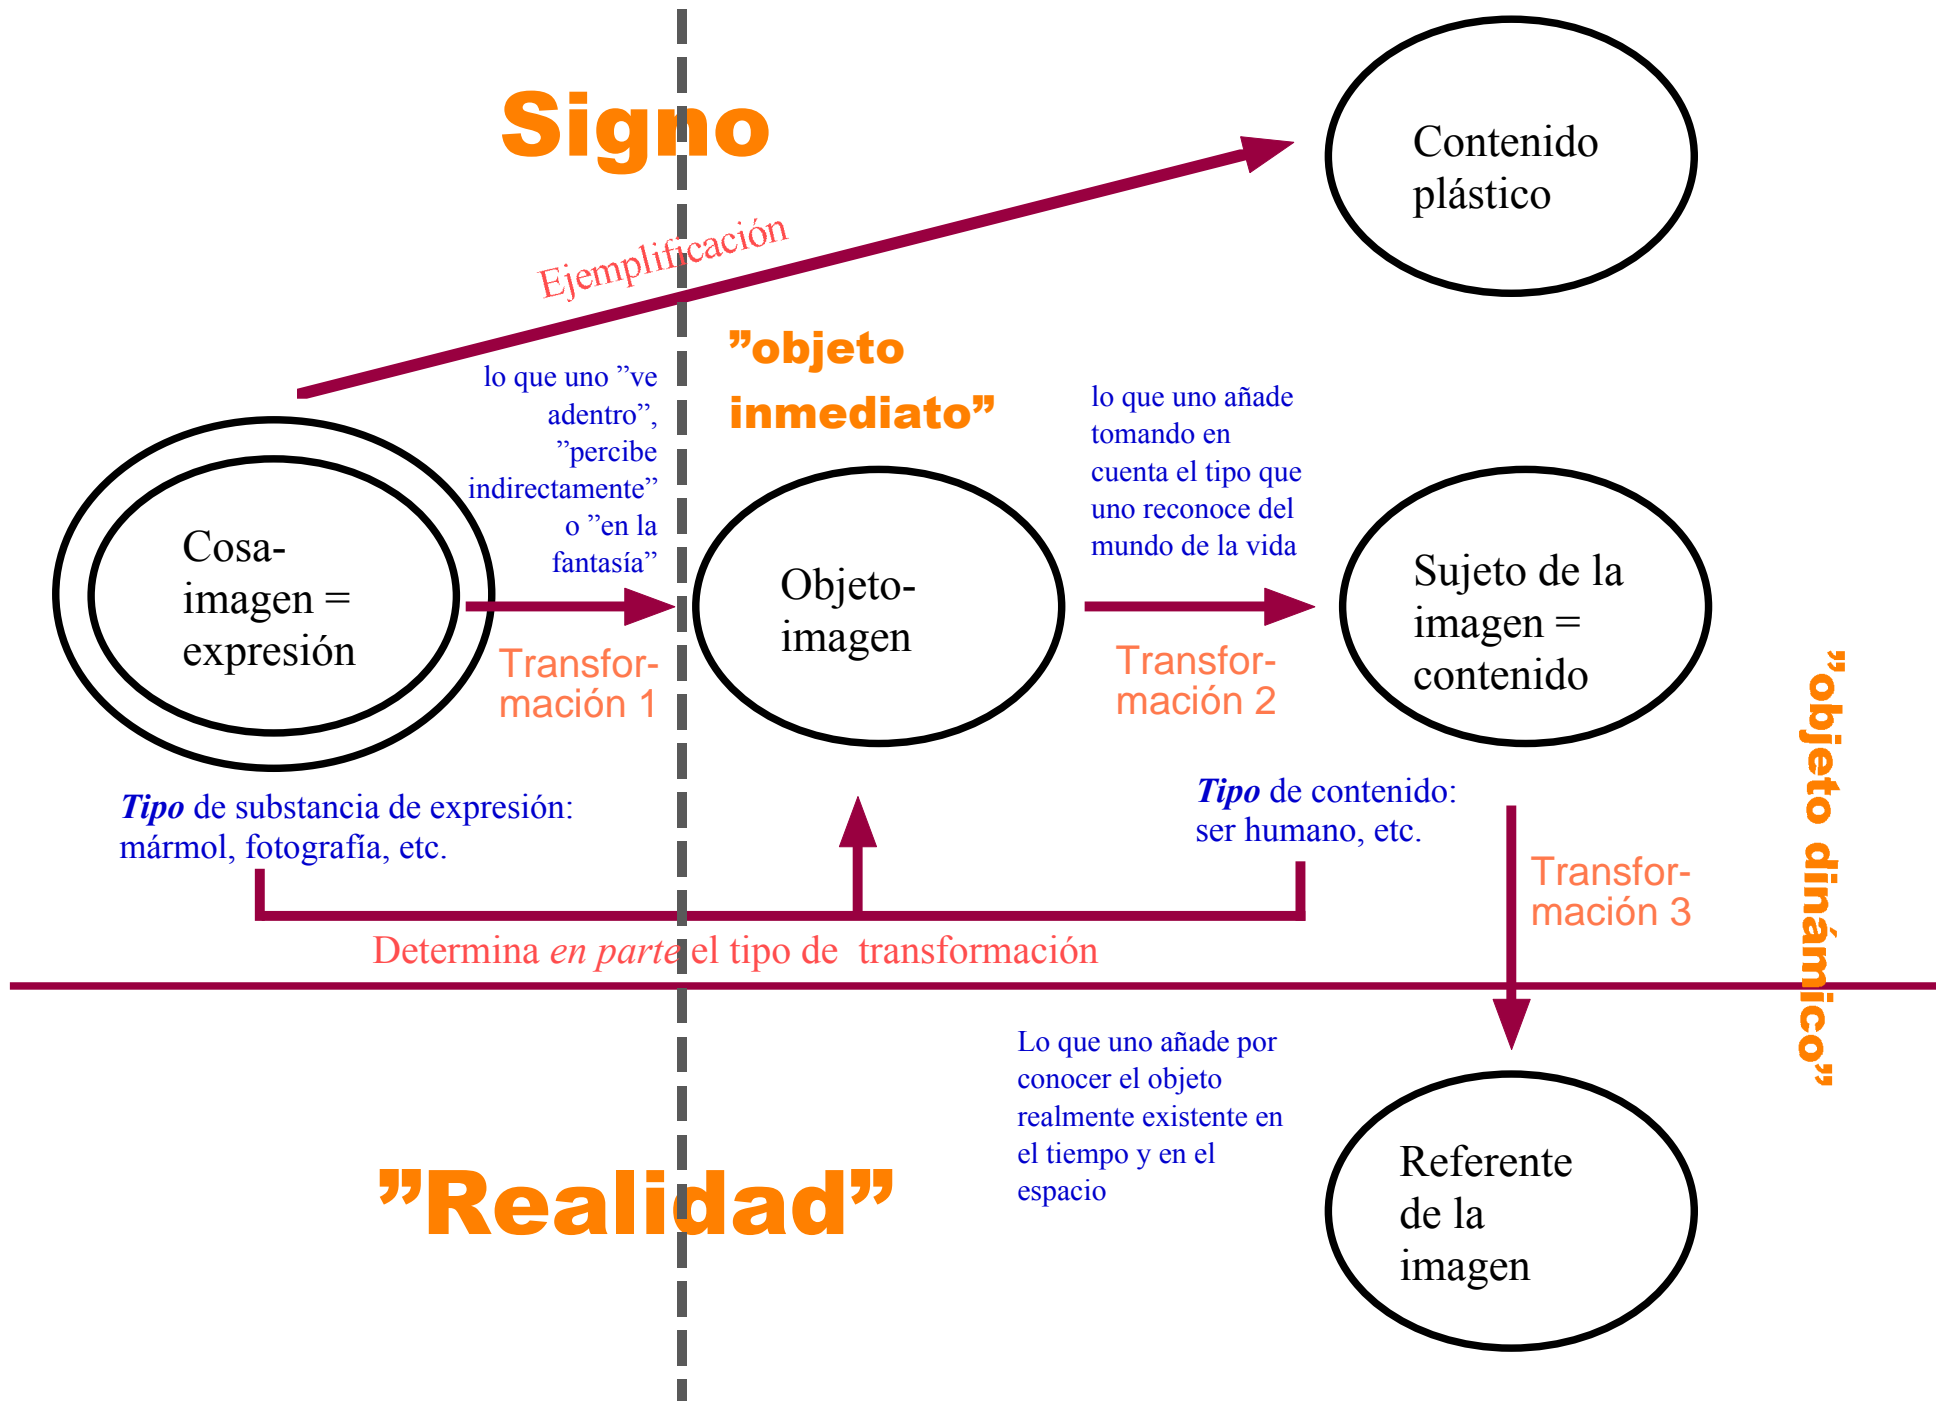 Signo
Contenido
plástico
Ejemplificación
”objeto
inmediato”
lo que uno ”ve
adentro”,
”percibe
indirectamente”
o ”en la
fantasía”
lo que uno añade
tomando en
cuenta el tipo que
uno reconoce del
mundo de la vida
Cosa-
imagen =
expresión
Transfor-
mación 1
Objeto-
imagen
Transfor-
mación 2
Sujeto de la
imagen =
contenido
”objeto dinámico”
Tipo de substancia de expresión:
mármol, fotografía, etc.
Tipo de contenido:
ser humano, etc.
Transfor-
mación 3
Determina en parte el tipo de transformación
Lo que uno añade por
conocer el objeto
realmente existente en
el tiempo y en el
espacio
”Realidad”
Referente
de la
imagen